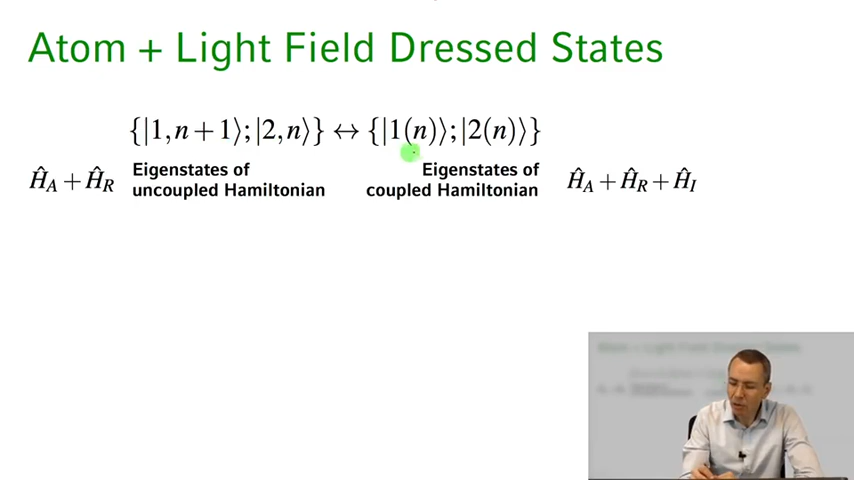 Atom + Light Field Dressed States
{|1,n+1⟩;|2,n⟩} ↔ {|1(n)⟩;|2(n)⟩}
Ĥ_A + Ĥ_R
Eigenstates of
uncoupled Hamiltonian
Eigenstates of
coupled Hamiltonian
Ĥ_A + Ĥ_R + Ĥ_I